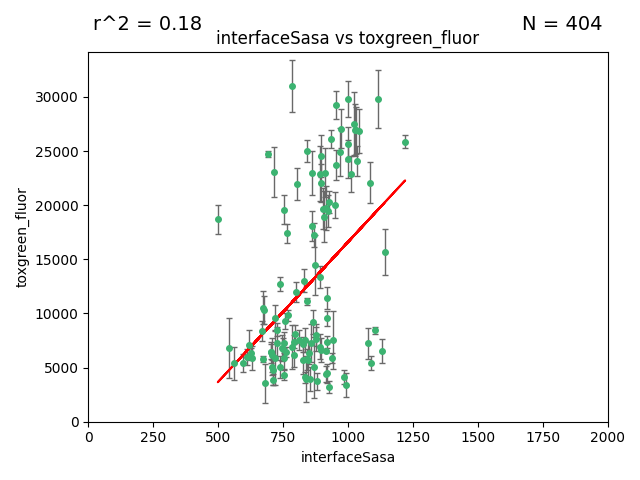 r^2 = 0.18
N = 404
interfaceSasa vs toxgreen_fluor
toxgreen_fluor
30000
25000
20000
15000
10000
5000
0
0 250 500 750 1000 1250 1500 1750 2000
interfaceSasa